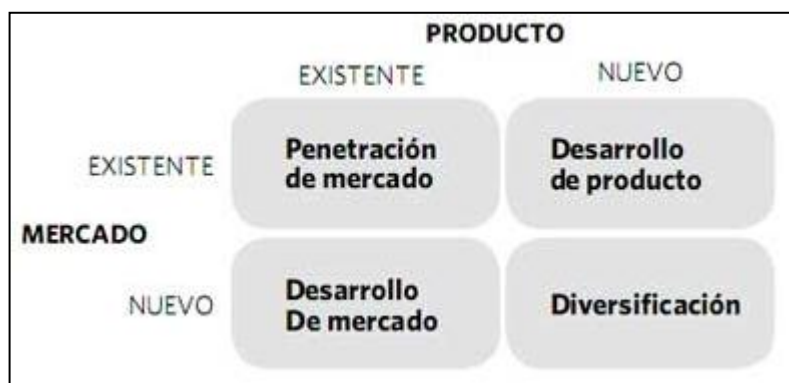 PRODUCTO
EXISTENTE NUEVO
EXISTENTE
Penetración
de mercado
Desarrollo
de producto
MERCADO
NUEVO
Desarrollo
De mercado
Diversificación